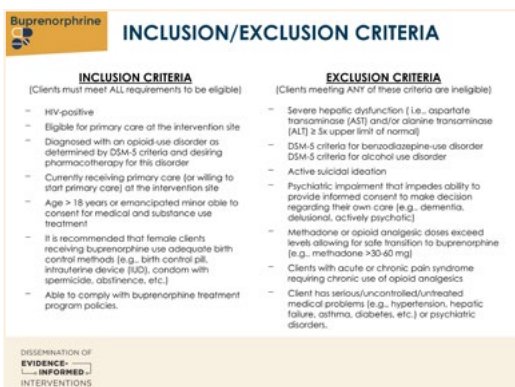 Buprenorphrine
INCLUSION/EXCLUSION CRITERIA
INCLUSION CRITERIA
(Clients must meet ALL requirements to be eligible)
– HIV-positive
– Eligible for primary care at the intervention site
– Diagnosed with an opioid-use disorder as
determined by DSM-5 criteria and desiring
pharmacotherapy for this disorder
– Currently receiving primary care (or willing to
start primary care) at the intervention site
– Age > 18 years or emancipated minor able to
consent for medical and substance use
treatment
– It is recommended that female clients
receiving buprenorphine use adequate birth
control methods (e.g., birth control pill,
intrauterine device (IUD), condom with
spermicide, abstinence, etc.)
– Able to comply with buprenorphine treatment
program policies.
EXCLUSION CRITERIA
(Clients meeting ANY of these criteria are ineligible)
– Severe hepatic dysfunction ( i.e., aspartate
transaminase (AST) and/or alanine transaminase
(ALT) ≥ 5x upper limit of normal)
– DSM-5 criteria for benzodiazepine-use disorder
DSM-5 criteria for alcohol use disorder
– Active suicidal ideation
– Psychiatric impairment that impedes ability to
provide informed consent to make decision
regarding their own care (e.g., dementia,
delusional, actively psychotic)
– Methadone or opioid analgesic doses exceed
levels allowing for safe transition to buprenorphine
(e.g., methadone >30-60 mg)
– Clients with acute or chronic pain syndrome
requiring chronic use of opioid analgesics
– Client has serious/uncontrolled/untreated
medical problems (e.g., hypertension, hepatic
failure, asthma, diabetes, etc.) or psychiatric
disorders.
DISSEMINATION OF
EVIDENCE-
INFORMED
INTERVENTIONS